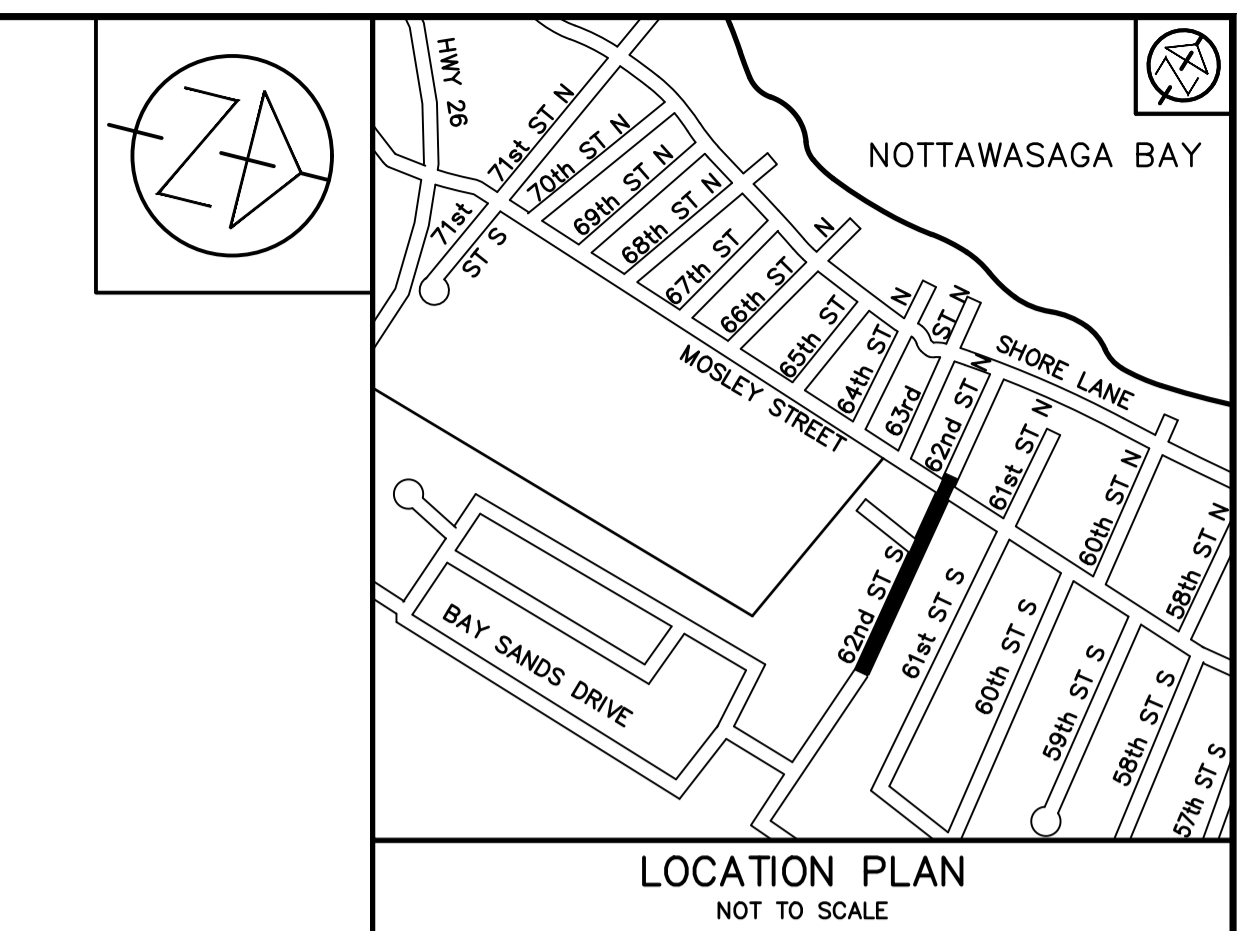 N
N
HWY 26
NOTTAWASAGA BAY
71st ST N
70th ST N
69th ST N
68th ST N
67th ST
N
66th ST
N
65th ST
N
64th ST
N
63rd
ST N
62nd ST N
SHORE LANE
61st ST N
60th ST N
58th ST N
71st
ST S
MOSLEY STREET
62nd ST S
61st ST S
60th ST S
59th ST S
58th ST S
57th ST S
BAY SANDS DRIVE
LOCATION PLAN
NOT TO SCALE